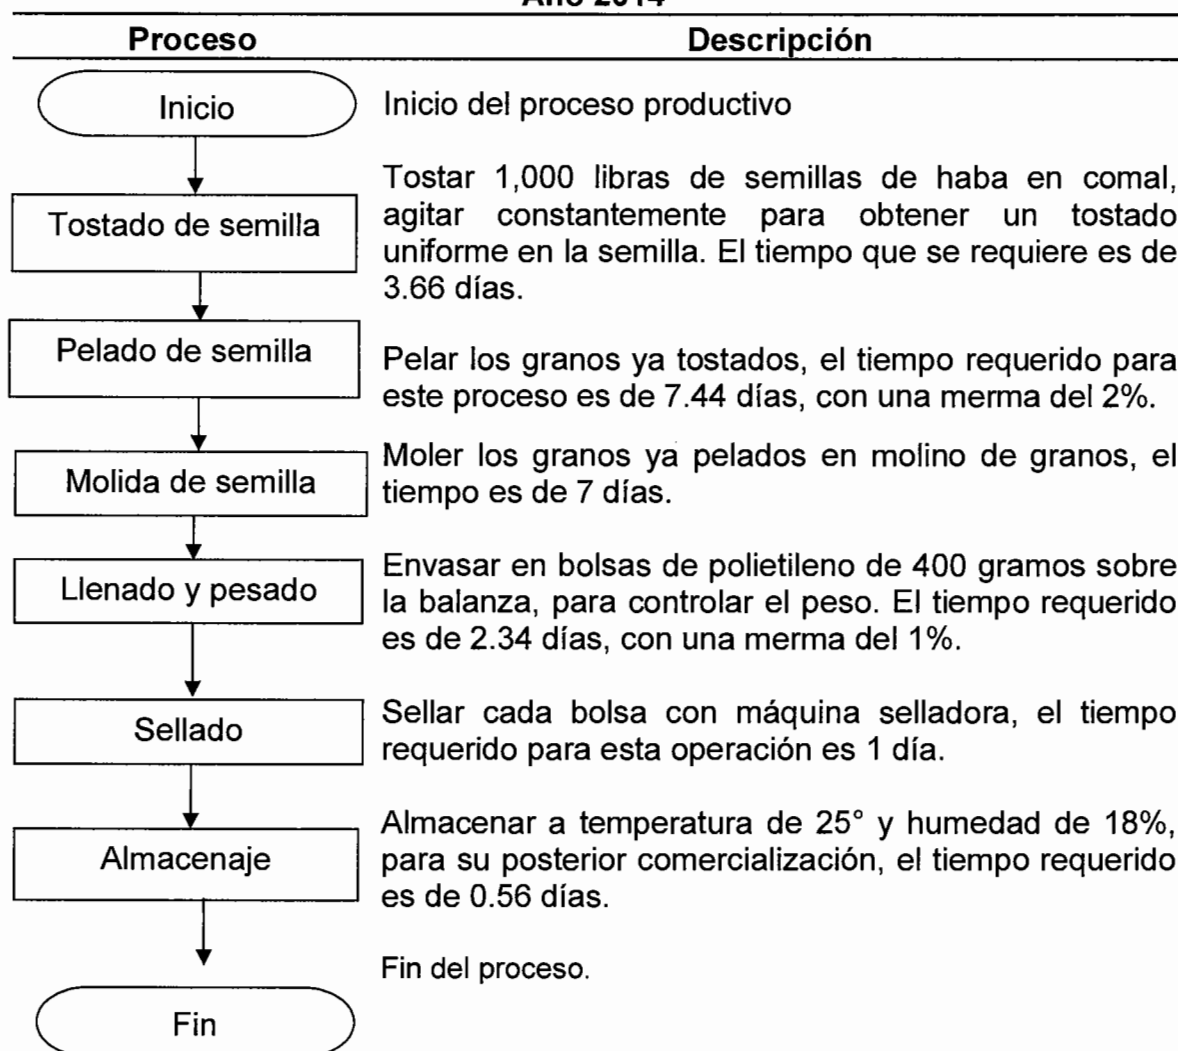 Año 2014
Proceso Descripción
Inicio Inicio del proceso productivo
Tostado de semilla
Tostar 1,000 libras de semillas de haba en comal,
agitar constantemente para obtener un tostado
uniforme en la semilla. El tiempo que se requiere es de
3.66 días.
Pelado de semilla
Pelar los granos ya tostados, el tiempo requerido para
este proceso es de 7.44 días, con una merma del 2%.
Molida de semilla
Moler los granos ya pelados en molino de granos, el
tiempo es de 7 días.
Llenado y pesado
Envasar en bolsas de polietileno de 400 gramos sobre
la balanza, para controlar el peso. El tiempo requerido
es de 2.34 días, con una merma del 1%.
Sellado
Sellar cada bolsa con máquina selladora, el tiempo
requerido para esta operación es 1 día.
Almacenaje
Almacenar a temperatura de 25° y humedad de 18%,
para su posterior comercialización, el tiempo requerido
es de 0.56 días.
Fin del proceso.
Fin